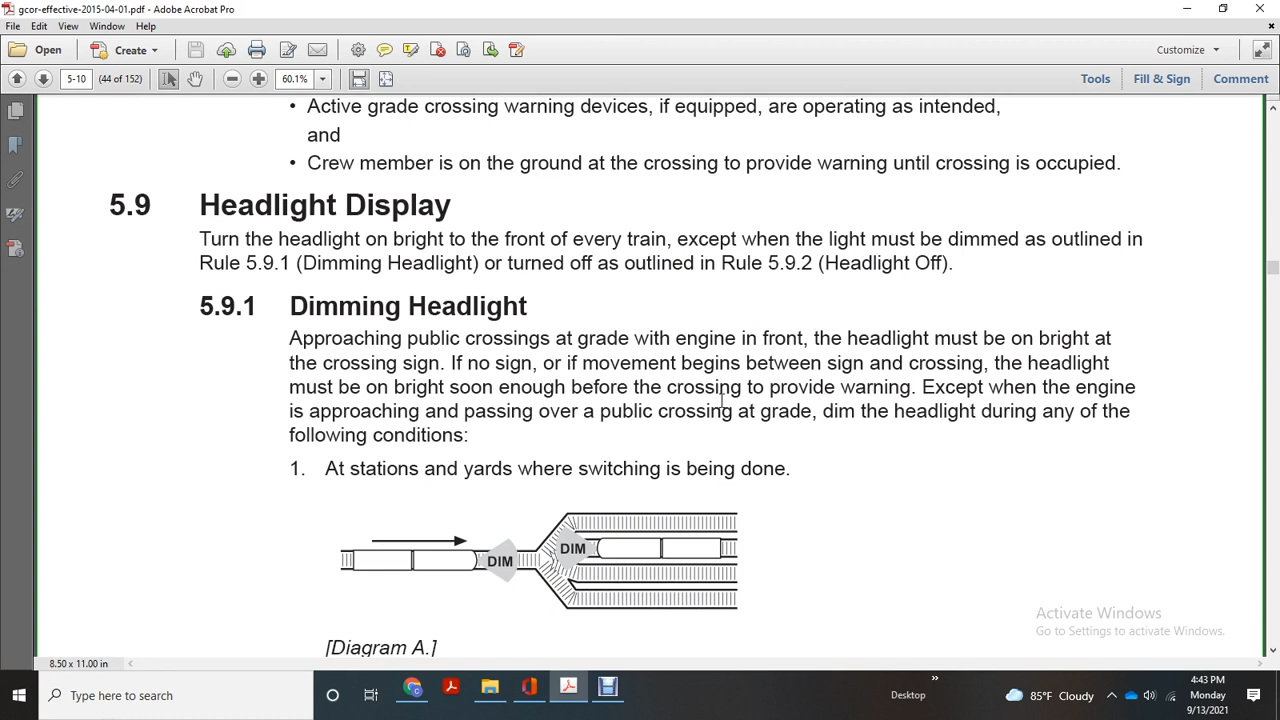 gcor-effective-2015-04-01.pdf - Adobe Acrobat Pro
File Edit View Window Help
Open Create Customize
5-10 (44 of 152) 60.1% Tools Fill & Sign Comment
• Active grade crossing warning devices, if equipped, are operating as intended,
and
• Crew member is on the ground at the crossing to provide warning until crossing is occupied.
5.9 Headlight Display
Turn the headlight on bright to the front of every train, except when the light must be dimmed as outlined in
Rule 5.9.1 (Dimming Headlight) or turned off as outlined in Rule 5.9.2 (Headlight Off).
5.9.1 Dimming Headlight
Approaching public crossings at grade with engine in front, the headlight must be on bright at
the crossing sign. If no sign, or if movement begins between sign and crossing, the headlight
must be on bright soon enough before the crossing to provide warning. Except when the engine
is approaching and passing over a public crossing at grade, dim the headlight during any of the
following conditions:
1. At stations and yards where switching is being done.
DIM
DIM
[Diagram A.]
Activate Windows
Go to Settings to activate Windows.
8.50 x 11.00 in
Type here to search
Desktop
85°F Cloudy
4:43 PM
Monday
9/13/2021